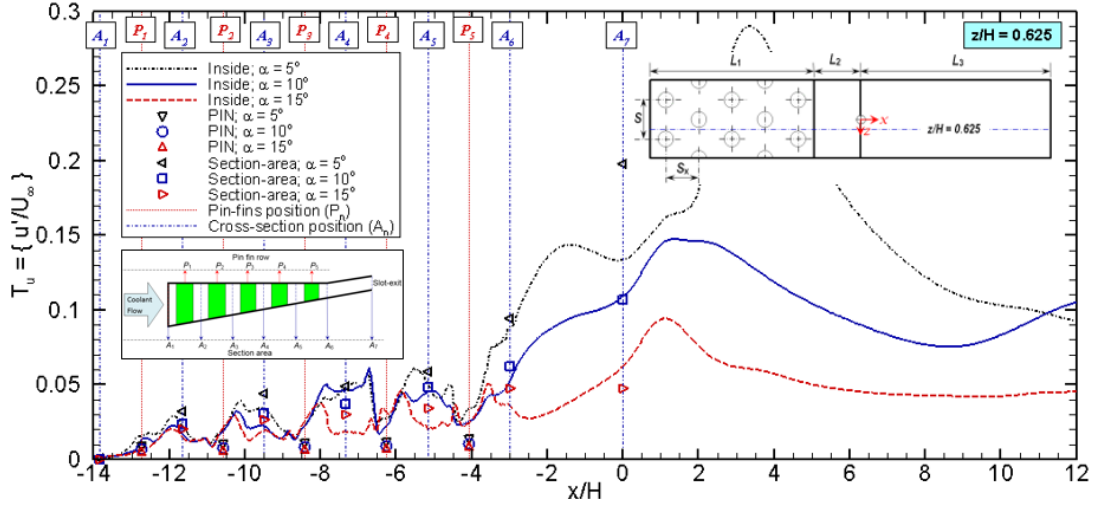 A₁ P₁ A₂ P₂ A₃ P₃ A₄ P₄ A₅ P₅ A₆ A₇ z/H = 0.625
Inside; α = 5°
Inside; α = 10°
Inside; α = 15°
PIN; α = 5°
PIN; α = 10°
PIN; α = 15°
Section-area; α = 5°
Section-area; α = 10°
Section-area; α = 15°
Pin-fins position (Pₙ)
Cross-section position (Aₙ)
L₁ L₂ L₃
S
Sₓ
x
z
z/H = 0.625
Pin fin row
P₁ P₂ P₃ P₄ P₅
Slot-exit
Coolant
Flow
A₁ A₂ A₃ A₄ A₅ A₆ A₇
Section area
Tᵤ = { u'/U∞ }
0.3
0.25
0.2
0.15
0.1
0.05
0
-14 -12 -10 -8 -6 -4 -2 0 2 4 6 8 10 12
x/H